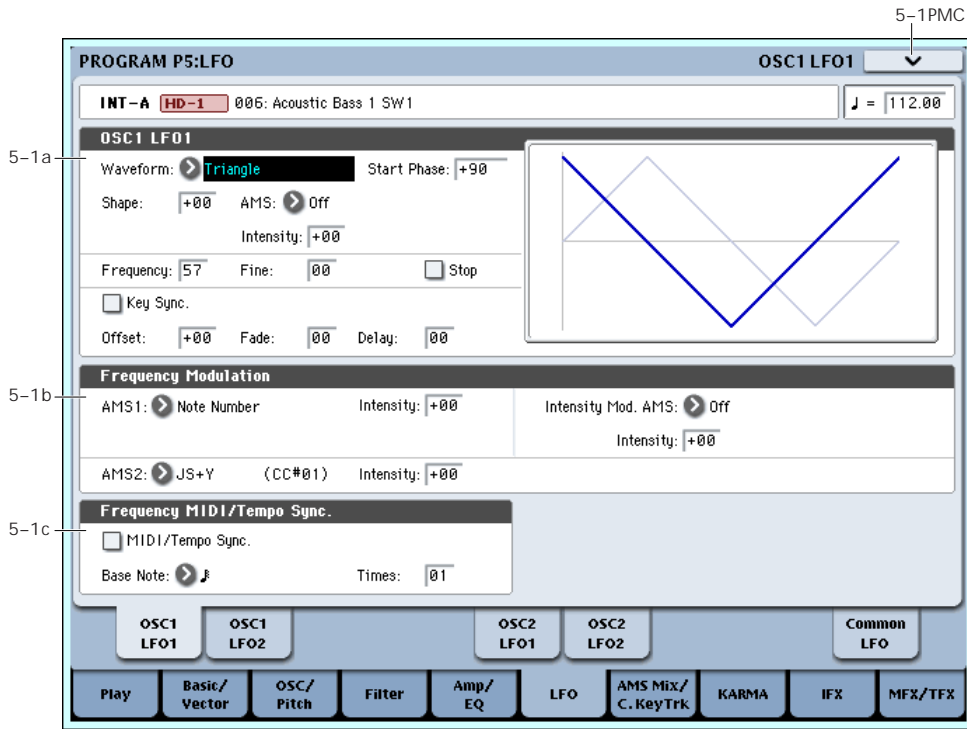 5–1PMC
PROGRAM P5:LFO OSC1 LFO1
INT–A HD–1 006: Acoustic Bass 1 SW1 ♩ = 112.00
OSC1 LFO1
5–1a
Waveform: Triangle Start Phase: +90
Shape: +00 AMS: Off
Intensity: +00
Frequency: 57 Fine: 00 Stop
Key Sync.
Offset: +00 Fade: 00 Delay: 00
Frequency Modulation
5–1b
AMS1: Note Number Intensity: +00 Intensity Mod. AMS: Off
Intensity: +00
AMS2: JS+Y (CC#01) Intensity: +00
Frequency MIDI/Tempo Sync.
5–1c
MIDI/Tempo Sync.
Base Note: Times: 01
OSC1 OSC1 OSC2 OSC2 Common
LFO1 LFO2 LFO1 LFO2 LFO
Play Basic/ OSC/ Filter Amp/ LFO AMS Mix/ KARMA IFX MFX/TFX
Vector Pitch EQ C.KeyTrk